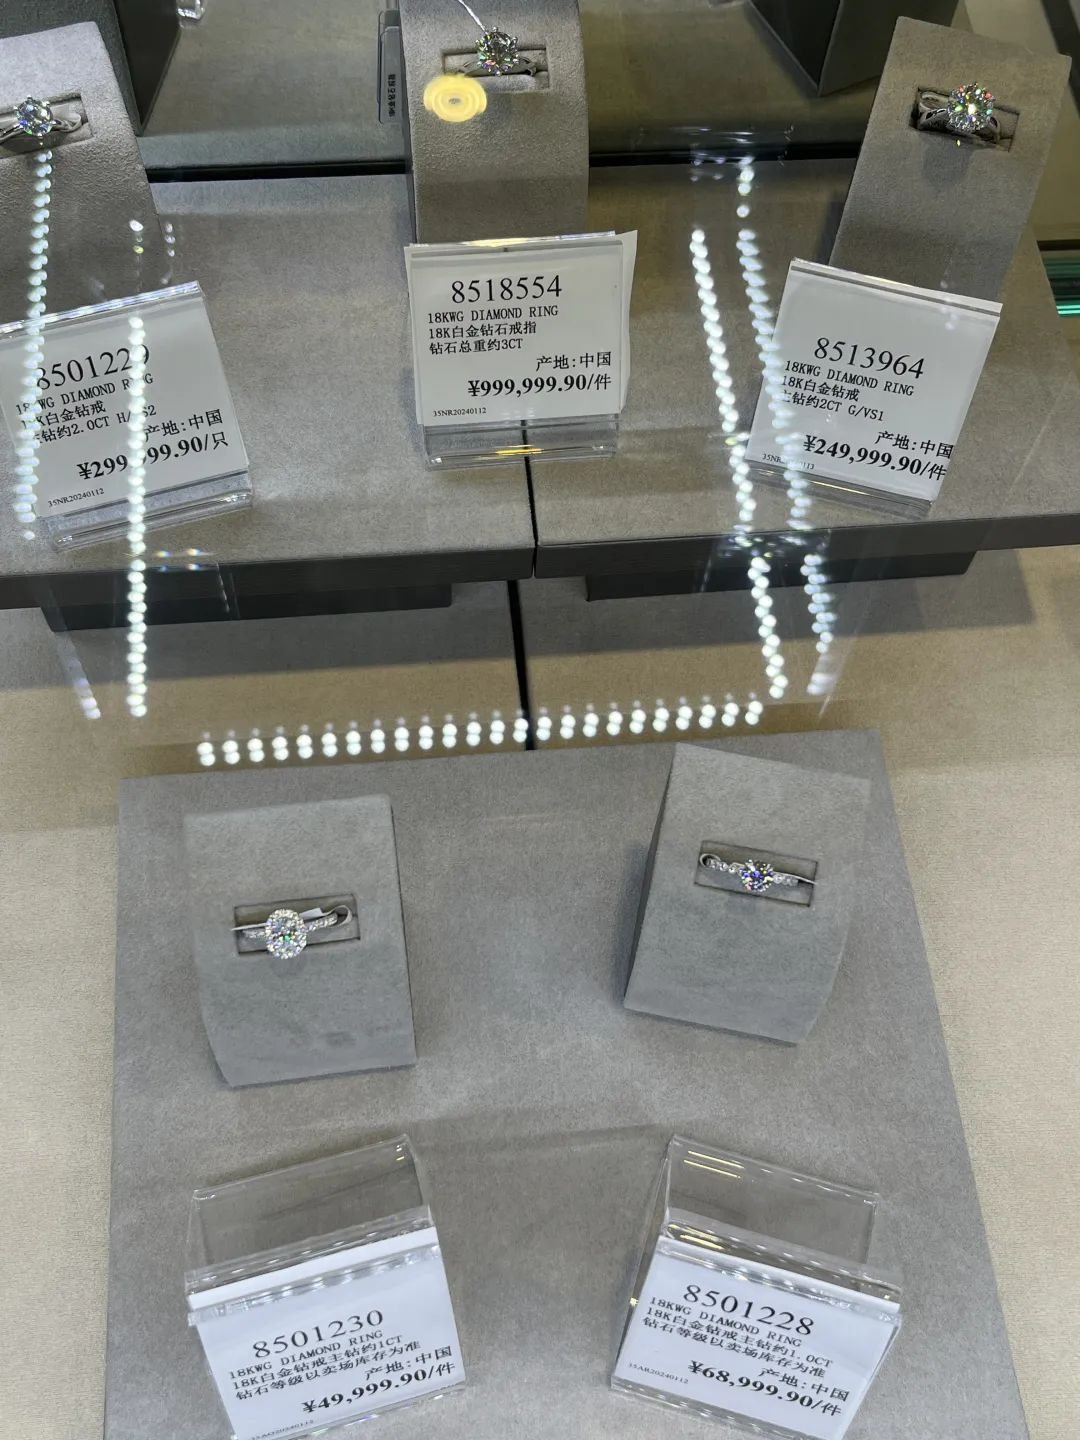 8501229
18KWG DIAMOND RING
18K白金钻戒
主钻约2.0CT H/VS2
产地:中国
¥299,999.90/只
35NR20240112
8518554
18KWG DIAMOND RING
18K白金钻石戒指
钻石总重约3CT
产地:中国
¥999,999.90/件
35NR20240112
8513964
18KWG DIAMOND RING
18K白金钻戒
主钻约2CT G/VS1
产地:中国
¥249,999.90/件
8501230
18KWG DIAMOND RING
18K白金钻戒主钻约1CT
钻石等级以卖场库存为准
产地:中国
¥49,999.90/件
8501228
18KWG DIAMOND RING
18K白金钻戒主钻约1.0CT
钻石等级以卖场库存为准
产地:中国
¥68,999.90/件
35AR20240112